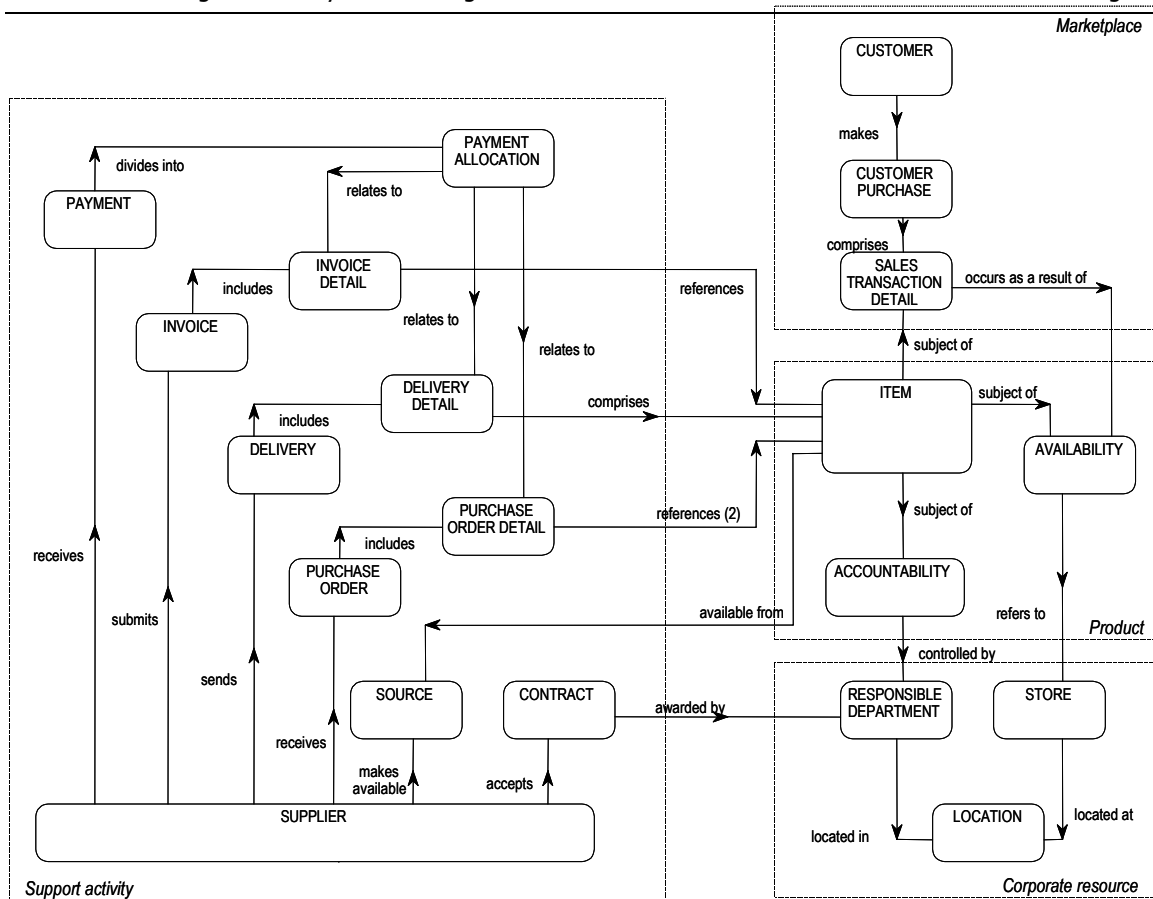 Marketplace
CUSTOMER
makes
PAYMENT
ALLOCATION
divides into
CUSTOMER
PURCHASE
relates to
PAYMENT
comprises
INVOICE
DETAIL
SALES
TRANSACTION
DETAIL
occurs as a result of
includes
references
INVOICE
relates to
relates to
subject of
DELIVERY
DETAIL
comprises
ITEM
subject of
includes
DELIVERY
AVAILABILITY
PURCHASE
ORDER DETAIL
references (2)
subject of
includes
receives
PURCHASE
ORDER
ACCOUNTABILITY
submits
available from
refers to
Product
controlled by
sends
SOURCE
CONTRACT
awarded by
RESPONSIBLE
DEPARTMENT
STORE
receives
makes
available
accepts
SUPPLIER
LOCATION
located in
located at
Support activity
Corporate resource